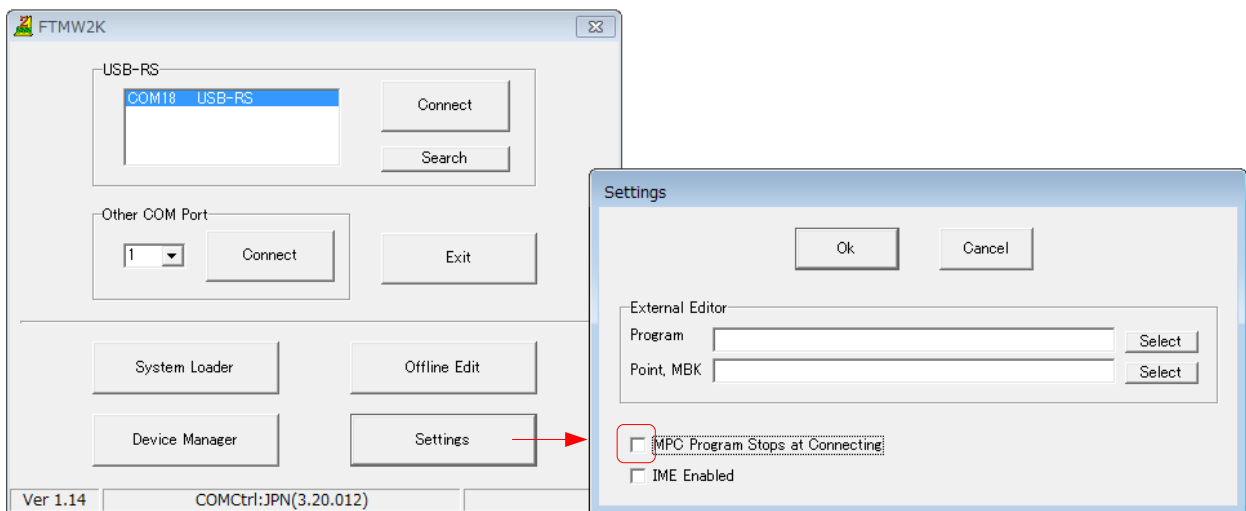 FTMW2K
USB-RS
COM18 USB-RS
Connect
Search
Other COM Port
1
Connect
Exit
System Loader
Offline Edit
Device Manager
Settings
Ver 1.14
COMCtrl:JPN(3.20.012)
Settings
Ok
Cancel
External Editor
Program
Select
Point, MBK
Select
MPC Program Stops at Connecting
IME Enabled